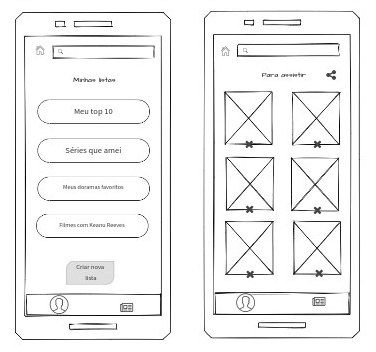 Minhas listas
Meu top 10
Séries que amei
Meus doramas favoritos
Filmes com Keanu Reeves
Criar nova
lista
Para assistir